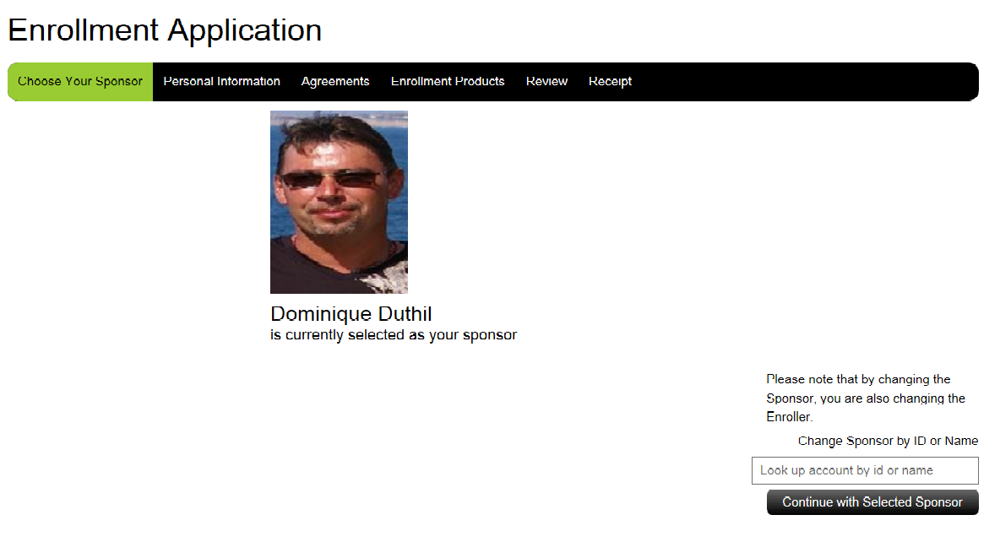 Enrollment Application
Choose Your Sponsor Personal Information Agreements Enrollment Products Review Receipt
Dominique Duthil
is currently selected as your sponsor
Please note that by changing the
Sponsor, you are also changing the
Enroller.
Change Sponsor by ID or Name
Look up account by id or name
Continue with Selected Sponsor